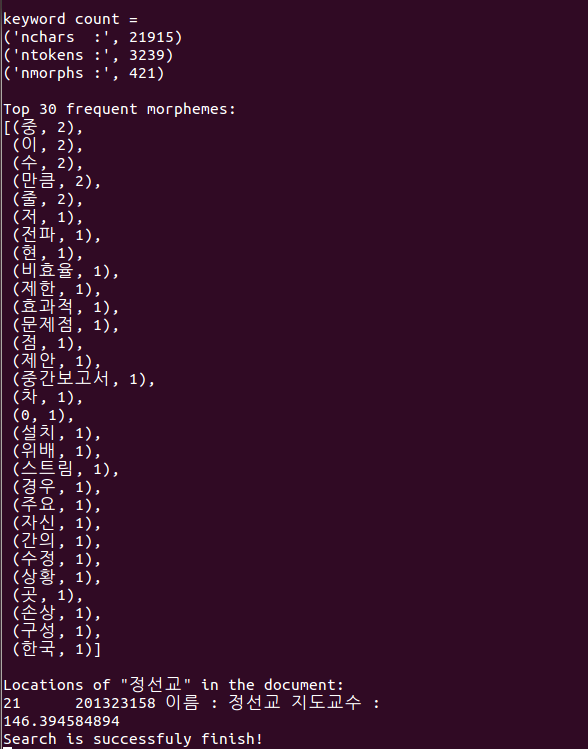 keyword count =
('nchars  :', 21915)
('ntokens :', 3239)
('nmorphs :', 421)
Top 30 frequent morphemes:
[(중, 2),
(이, 2),
(수, 2),
(만큼, 2),
(줄, 2),
(저, 1),
(전파, 1),
(현, 1),
(비효율, 1),
(제한, 1),
(효과적, 1),
(문제점, 1),
(점, 1),
(제안, 1),
(중간보고서, 1),
(차, 1),
(0, 1),
(설치, 1),
(위배, 1),
(스트림, 1),
(경우, 1),
(주요, 1),
(자신, 1),
(간의, 1),
(수정, 1),
(상황, 1),
(곳, 1),
(손상, 1),
(구성, 1),
(한국, 1)]
Locations of "정선교" in the document:
21      201323158 이름 : 정선교 지도교수 :
146.394584894
Search is successfuly finish!